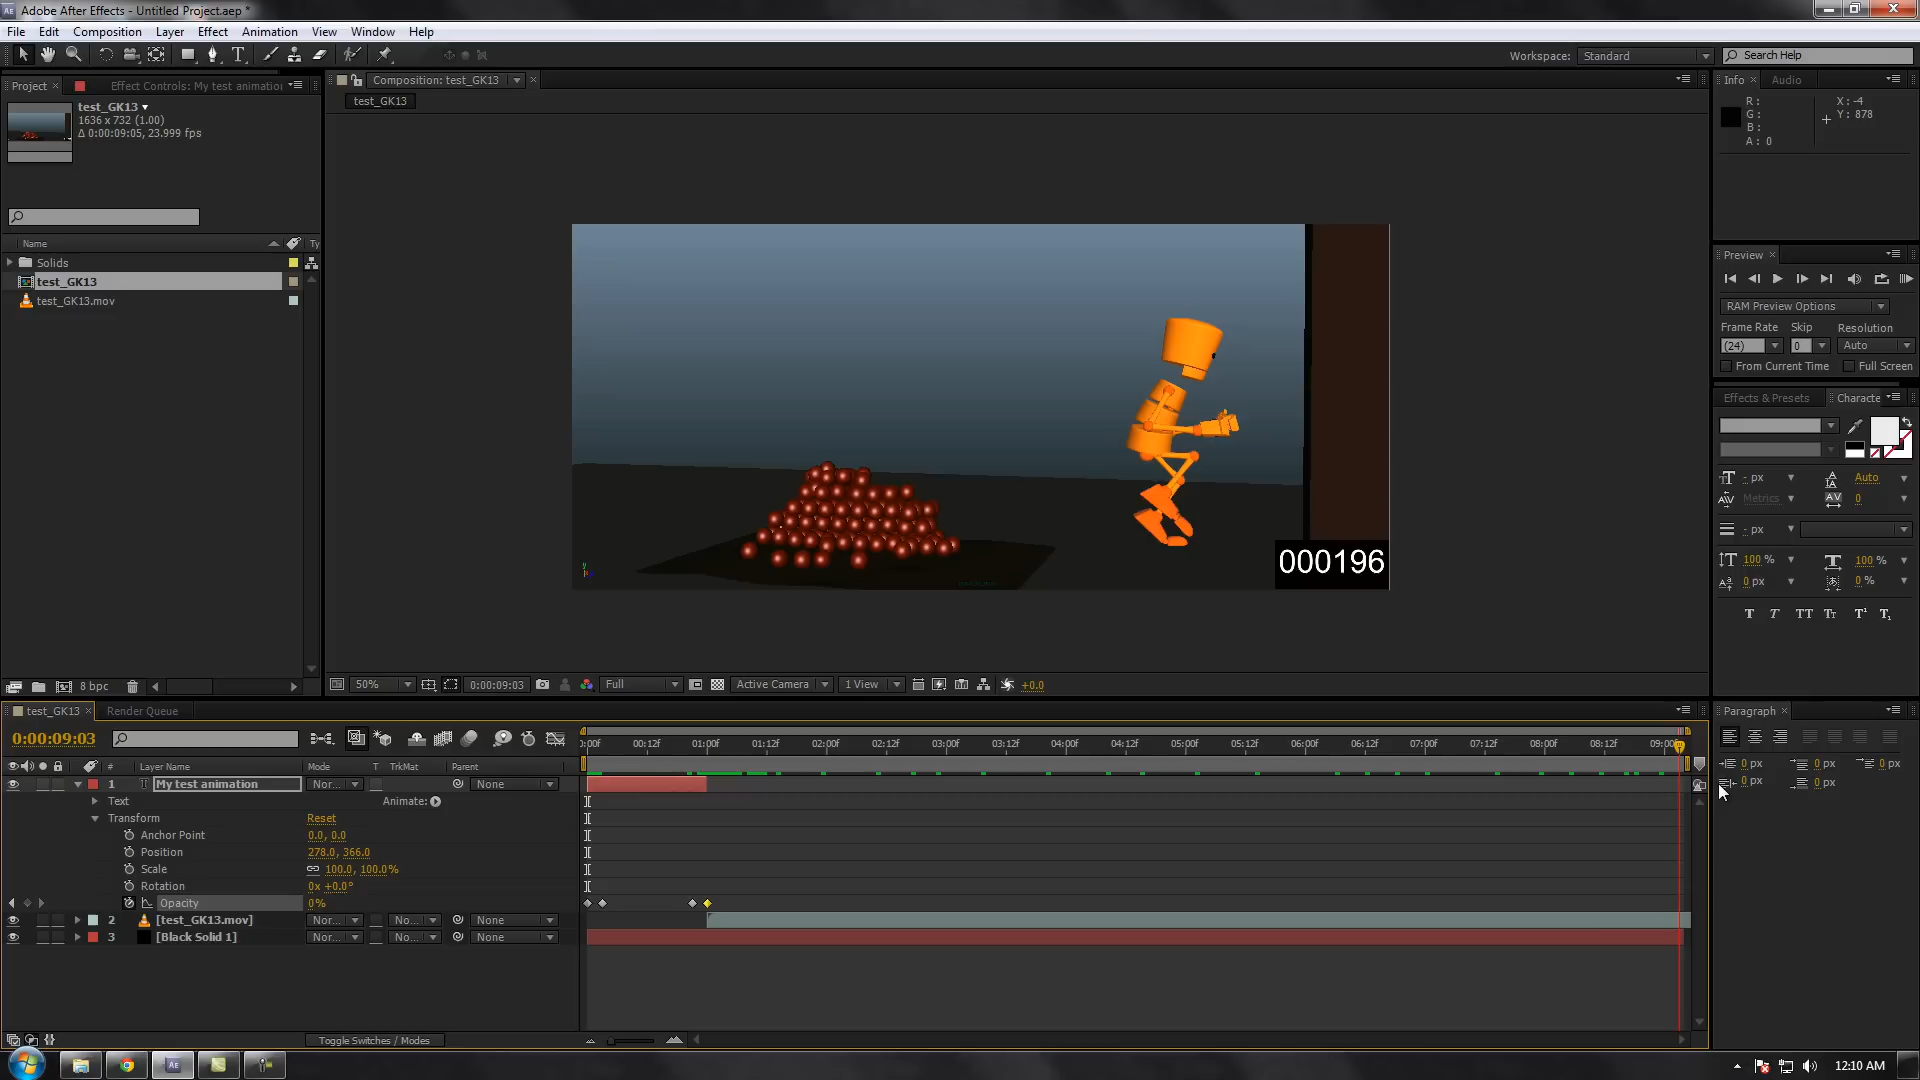 Adobe After Effects - Untitled Project.aep *
File Edit Composition Layer Effect Animation View Window Help
Workspace: Standard Search Help
Project Effect Controls: My test animatio
Composition: test_GK13
Info Audio
test_GK13
test_GK13
1636 x 732 (1.00)
Δ 0:00:09:05, 23.999 fps
R:
G:
B:
A: 0
X: -4
Y: 878
Name Ty
Solids
test_GK13
test_GK13.mov
000196
Preview
RAM Preview Options
Frame Rate Skip Resolution
(24) 0 Auto
From Current Time Full Screen
Effects & Presets Characte
- px Auto
Metrics 0
- px
100 % 100 %
0 px 0 %
T T TT Tt T¹ T₁
8 bpc
50% 0:00:09:03 Full Active Camera 1 View +0.0
test_GK13 Render Queue
0:00:09:03
):00f 00:12f 01:00f 01:12f 02:00f 02:12f 03:00f 03:12f 04:00f 04:12f 05:00f 05:12f 06:00f 06:12f 07:00f 07:12f 08:00f 08:12f 09:00f
# Layer Name Mode T TrkMat Parent
1 T My test animation Nor... None
Text Animate:
Transform Reset
Anchor Point 0.0, 0.0
Position 278.0, 366.0
Scale 100.0, 100.0%
Rotation 0x +0.0°
Opacity 0%
2 [test_GK13.mov] Nor... No... None
3 [Black Solid 1] Nor... No... None
Toggle Switches / Modes
Paragraph
0 px 0 px 0 px
0 px 0 px
12:10 AM